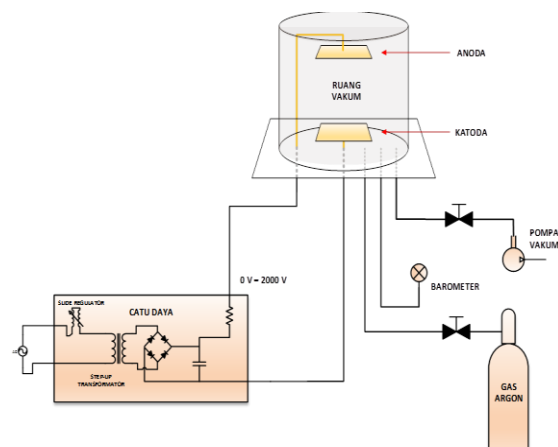 ANODA
RUANG
VAKUM
KATODA
POMPA
VAKUM
0 V – 2000 V
BAROMETER
SLIDE REGULATOR
CATU DAYA
STEP-UP
TRANSFORMATOR
GAS
ARGON